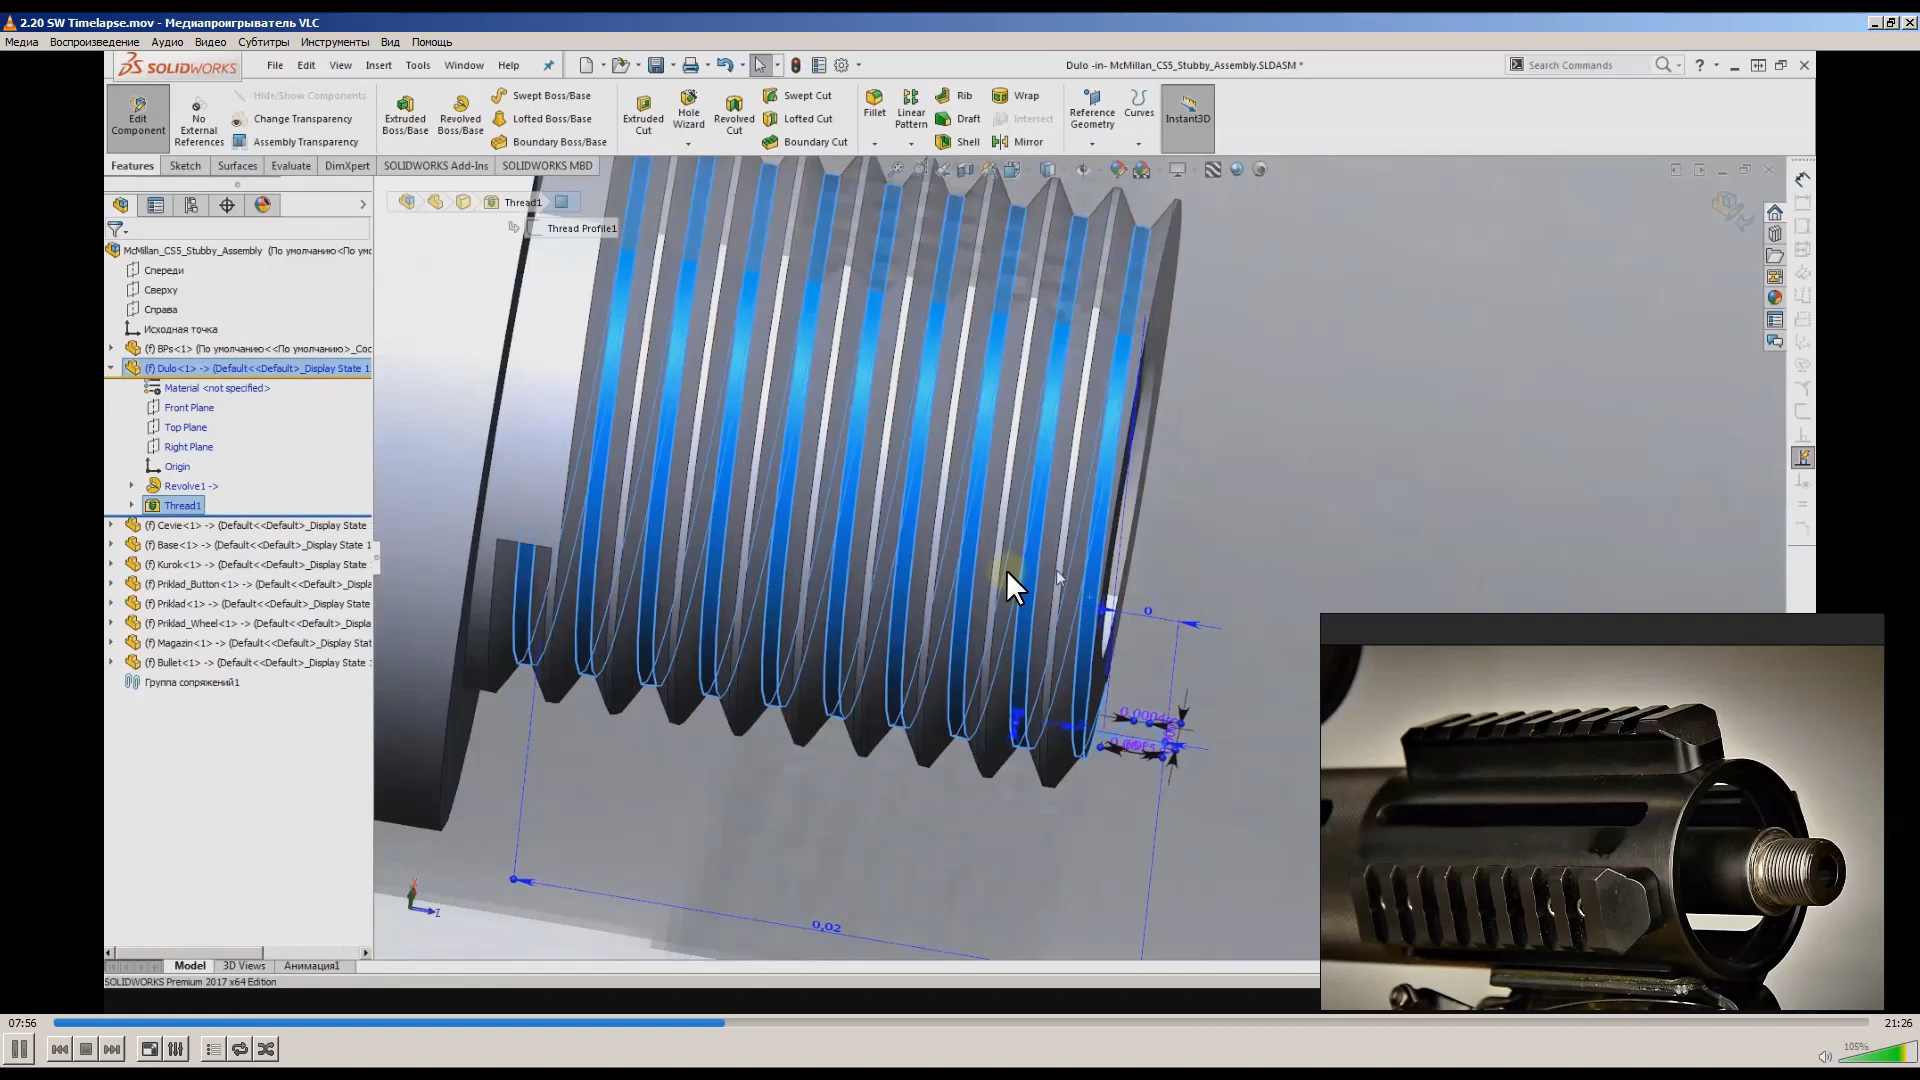 2.20 SW Timelapse.mov - Медиапроигрыватель VLC
Медиа Воспроизведение Аудио Видео Субтитры Инструменты Вид Помощь
SOLIDWORKS File Edit View Insert Tools Window Help
Dulo -in- McMillan_CS5_Stubby_Assembly.SLDASM *
Search Commands
Edit Component
No External References
Hide/Show Components
Change Transparency
Assembly Transparency
Extruded Boss/Base
Revolved Boss/Base
Swept Boss/Base
Lofted Boss/Base
Boundary Boss/Base
Extruded Cut
Hole Wizard
Revolved Cut
Swept Cut
Lofted Cut
Boundary Cut
Fillet
Linear Pattern
Rib
Draft
Shell
Wrap
Intersect
Mirror
Reference Geometry
Curves
Instant3D
Features Sketch Surfaces Evaluate DimXpert SOLIDWORKS Add-Ins SOLIDWORKS MBD
Thread1
Thread Profile1
McMillan_CS5_Stubby_Assembly (По умолчанию<По умо
Спереди
Сверху
Справа
Исходная точка
(f) BPs<1> (По умолчанию<<По умолчанию>_Сос
(f) Dulo<1> -> (Default<<Default>_Display State 1
Material <not specified>
Front Plane
Top Plane
Right Plane
Origin
Revolve1 ->
Thread1
(f) Cevie<1> -> (Default<<Default>_Display State
(f) Base<1> -> (Default<<Default>_Display State 1
(f) Kurok<1> -> (Default<<Default>_Display State
(f) Priklad_Button<1> -> (Default<<Default>_Displa
(f) Priklad<1> -> (Default<<Default>_Display State
(f) Priklad_Wheel<1> -> (Default<<Default>_Displa
(f) Magazin<1> -> (Default<<Default>_Display Stat
(f) Bullet<1> -> (Default<<Default>_Display State
Группа сопряжений1
0
0,02
Z
Model 3D Views Анимация1
SOLIDWORKS Premium 2017 x64 Edition
07:56
21:26
105%